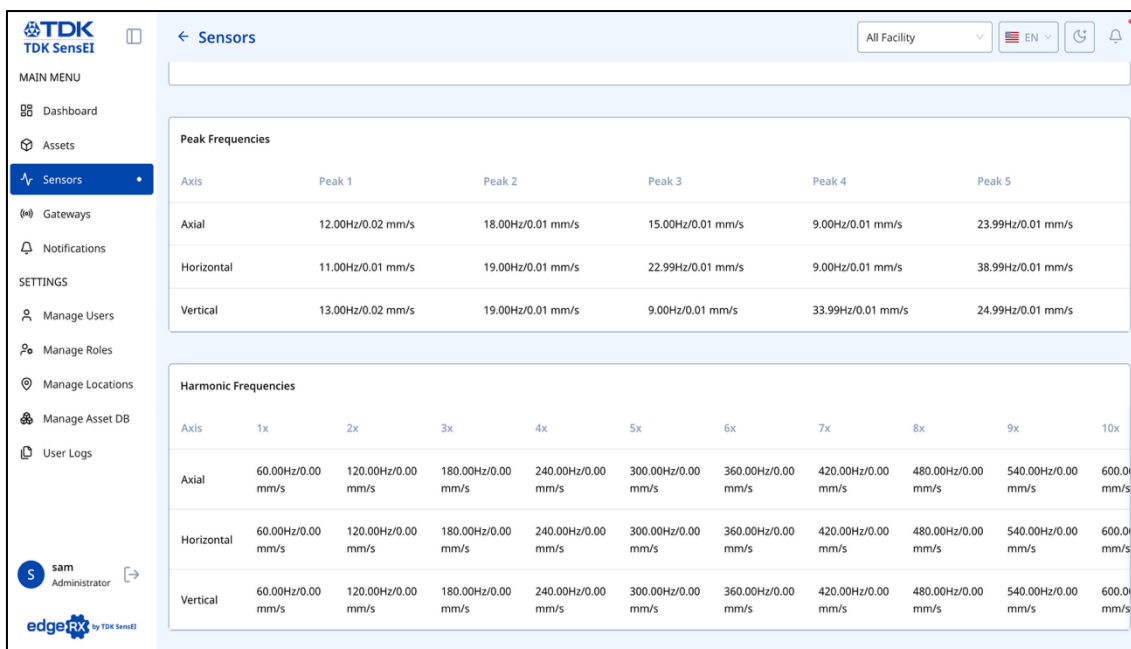 TDK
TDK SensEI
← Sensors
All Facility
EN
MAIN MENU
Dashboard
Assets
Sensors
Gateways
Notifications
SETTINGS
Manage Users
Manage Roles
Manage Locations
Manage Asset DB
User Logs
S
sam
Administrator
edgeRX by TDK SensEI
Peak Frequencies
Axis Peak 1 Peak 2 Peak 3 Peak 4 Peak 5
Axial 12.00Hz/0.02 mm/s 18.00Hz/0.01 mm/s 15.00Hz/0.01 mm/s 9.00Hz/0.01 mm/s 23.99Hz/0.01 mm/s
Horizontal 11.00Hz/0.01 mm/s 19.00Hz/0.01 mm/s 22.99Hz/0.01 mm/s 9.00Hz/0.01 mm/s 38.99Hz/0.01 mm/s
Vertical 13.00Hz/0.02 mm/s 19.00Hz/0.01 mm/s 9.00Hz/0.01 mm/s 33.99Hz/0.01 mm/s 24.99Hz/0.01 mm/s
Harmonic Frequencies
Axis 1x 2x 3x 4x 5x 6x 7x 8x 9x 10x
60.00Hz/0.00 120.00Hz/0.00 180.00Hz/0.00 240.00Hz/0.00 300.00Hz/0.00 360.00Hz/0.00 420.00Hz/0.00 480.00Hz/0.00 540.00Hz/0.00
Axial
mm/s mm/s mm/s mm/s mm/s mm/s mm/s mm/s mm/s mm/s
60.00Hz/0.00 120.00Hz/0.00 180.00Hz/0.00 240.00Hz/0.00 300.00Hz/0.00 360.00Hz/0.00 420.00Hz/0.00 480.00Hz/0.00 540.00Hz/0.00
Horizontal
mm/s mm/s mm/s mm/s mm/s mm/s mm/s mm/s mm/s mm/s
60.00Hz/0.00 120.00Hz/0.00 180.00Hz/0.00 240.00Hz/0.00 300.00Hz/0.00 360.00Hz/0.00 420.00Hz/0.00 480.00Hz/0.00 540.00Hz/0.00
Vertical
mm/s mm/s mm/s mm/s mm/s mm/s mm/s mm/s mm/s mm/s